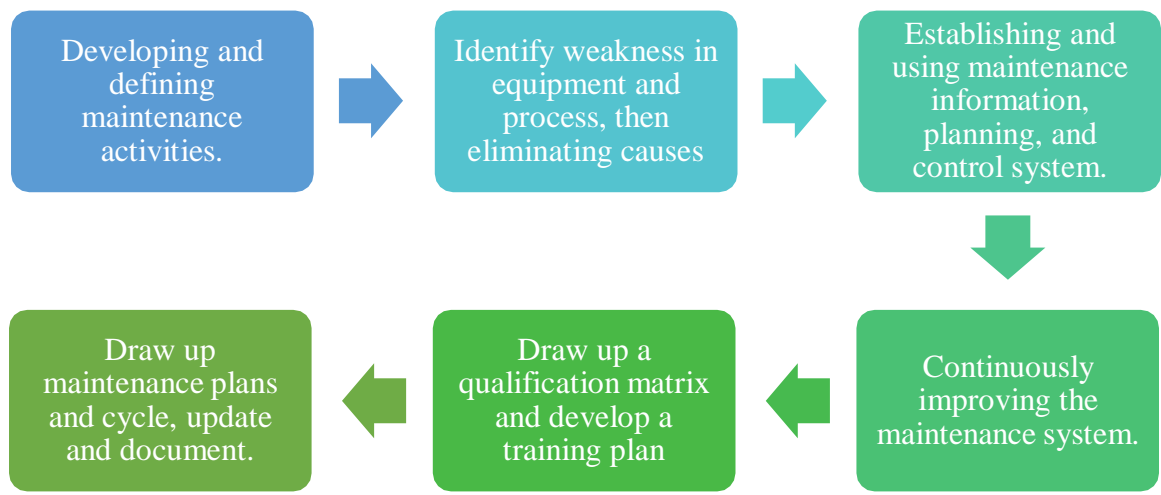 Developing and
defining
maintenance
activities.
Identify weakness in
equipment and
process, then
eliminating causes
Establishing and
using maintenance
information,
planning, and
control system.
Continuously
improving the
maintenance system.
Draw up a
qualification matrix
and develop a
training plan
Draw up
maintenance plans
and cycle, update
and document.